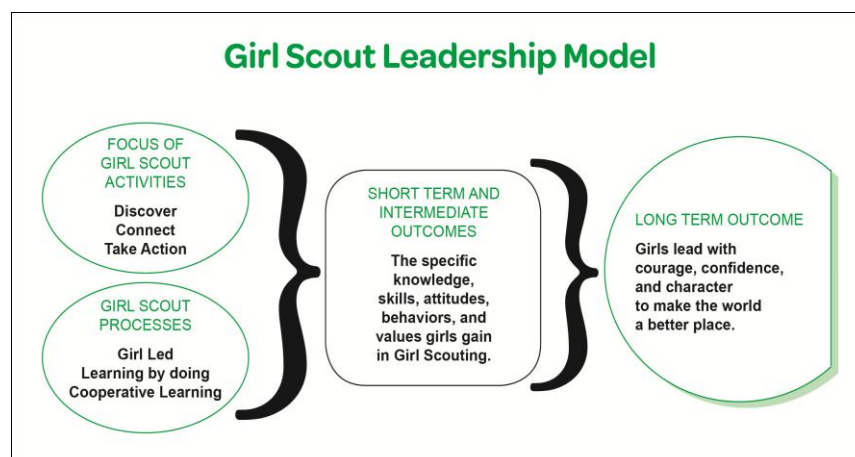 Girl Scout Leadership Model
FOCUS OF
GIRL SCOUT
ACTIVITIES
Discover
Connect
Take Action
GIRL SCOUT
PROCESSES
Girl Led
Learning by doing
Cooperative Learning
SHORT TERM AND
INTERMEDIATE
OUTCOMES
The specific
knowledge,
skills, attitudes,
behaviors, and
values girls gain
in Girl Scouting.
LONG TERM OUTCOME
Girls lead with
courage, confidence,
and character
to make the world
a better place.